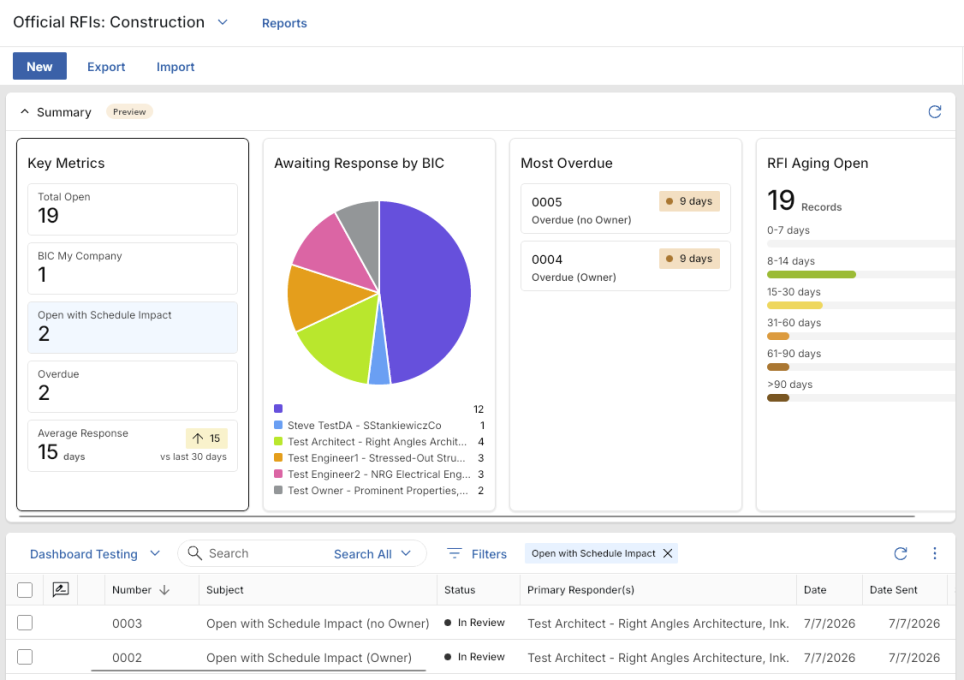 Official RFIs: Construction
Reports
New
Export
Import
Summary
Preview
Key Metrics
Total Open
19
BIC My Company
1
Open with Schedule Impact
2
Overdue
2
Average Response
15 days
15
vs last 30 days
Awaiting Response by BIC
12
Steve TestDA - SStankiewiczCo 1
Test Architect - Right Angles Archit... 4
Test Engineer1 - Stressed-Out Stru... 3
Test Engineer2 - NRG Electrical Eng... 3
Test Owner - Prominent Properties,... 2
Most Overdue
0005
9 days
Overdue (no Owner)
0004
9 days
Overdue (Owner)
RFI Aging Open
19 Records
0-7 days
8-14 days
15-30 days
31-60 days
61-90 days
>90 days
Dashboard Testing
Search
Search All
Filters
Open with Schedule Impact
Number Subject Status Primary Responder(s) Date Date Sent
0003 Open with Schedule Impact (no Owner) In Review Test Architect - Right Angles Architecture, Ink. 7/7/2026 7/7/2026
0002 Open with Schedule Impact (Owner) In Review Test Architect - Right Angles Architecture, Ink. 7/7/2026 7/7/2026